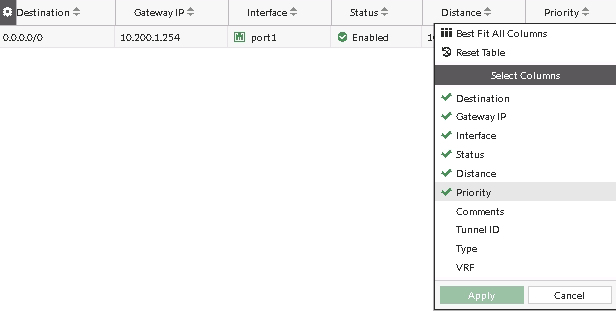 Destination Gateway IP Interface Status Distance Priority
0.0.0.0/0 10.200.1.254 port1 Enabled
Best Fit All Columns
Reset Table
Select Columns
Destination
Gateway IP
Interface
Status
Distance
Priority
Comments
Tunnel ID
Type
VRF
Apply Cancel